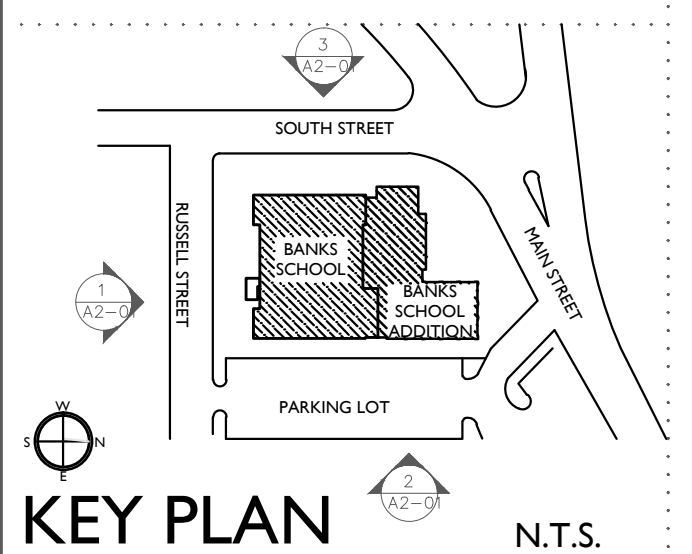 3
A2-01
SOUTH STREET
RUSSELL STREET
BANKS
SCHOOL
MAIN STREET
1
A2-01
BANKS
SCHOOL
ADDITION
PARKING LOT
W
S
N
E
2
A2-01
KEY PLAN
N.T.S.